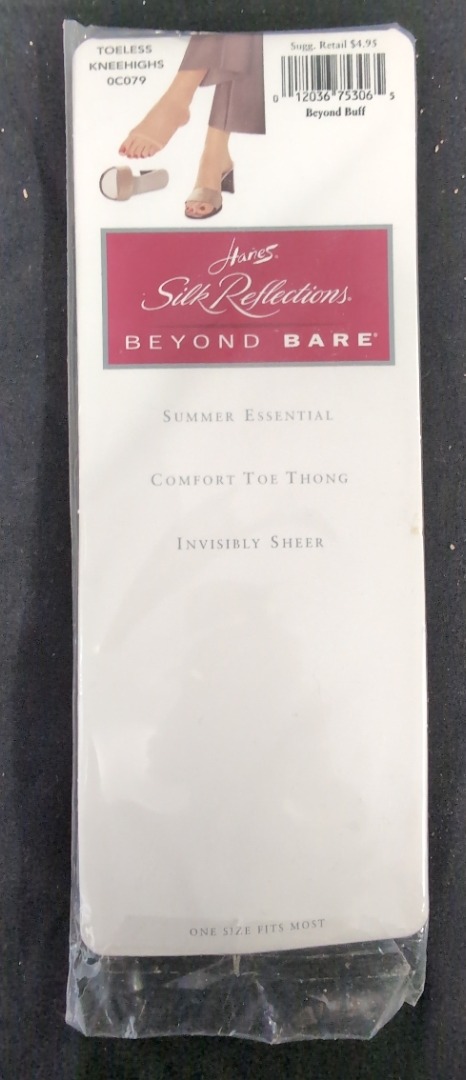 TOELESS
KNEEHIGHS
0C079
Sugg. Retail $4.95
0 12036 75306 5
Beyond Buff
Hanes®
Silk Reflections®
BEYOND BARE®
SUMMER ESSENTIAL
COMFORT TOE THONG
INVISIBLY SHEER
ONE SIZE FITS MOST